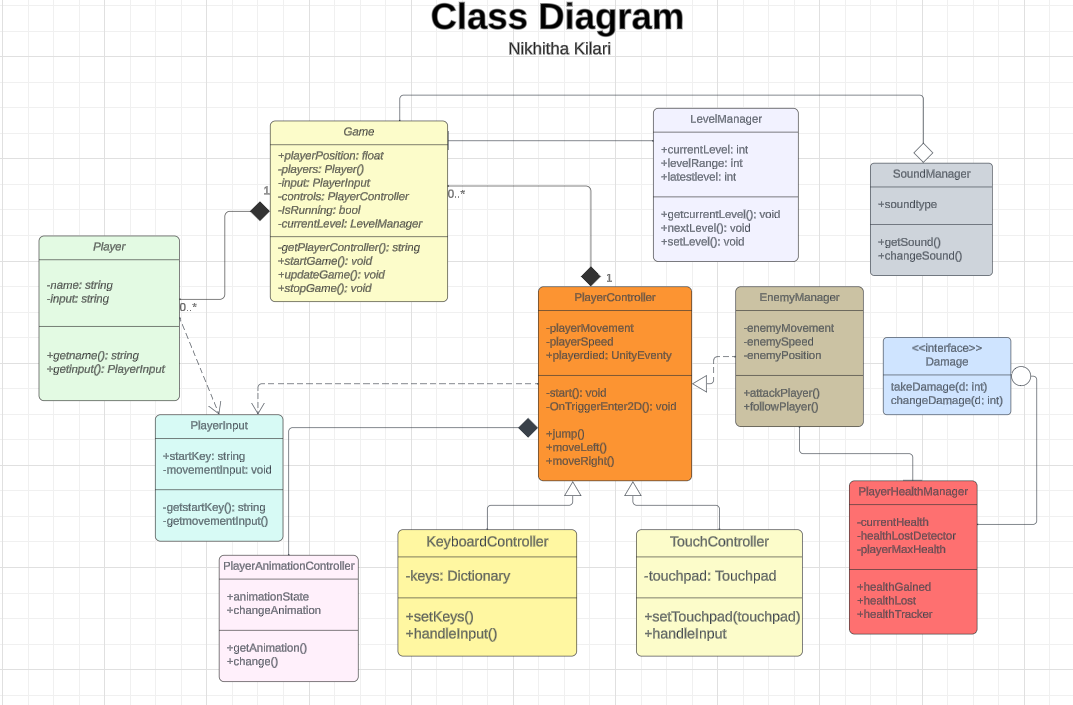 Class Diagram
Nikhitha Kilari
Game
+playerPosition: float
-players: Player()
-input: PlayerInput
-controls: PlayerController
-IsRunning: bool
-currentLevel: LevelManager
-getPlayerController(): string
+startGame(): void
+updateGame(): void
+stopGame(): void
LevelManager
+currentLevel: int
+levelRange: int
+latestlevel: int
+getcurrentLevel(): void
+nextLevel(): void
+setLevel(): void
SoundManager
+soundtype
+getSound()
+changeSound()
1
0..*
Player
-name: string
-input: string
+getname(): string
+getInput(): PlayerInput
0..*
1
PlayerController
-playerMovement
-playerSpeed
+playerdied: UnityEventy
-start(): void
-OnTriggerEnter2D(): void
+jump()
+moveLeft()
+moveRight()
EnemyManager
-enemyMovement
-enemySpeed
-enemyPosition
+attackPlayer()
+followPlayer()
<<interface>>
Damage
takeDamage(d: int)
changeDamage(d; int)
PlayerInput
+startKey: string
-movementInput: void
-getstartKey(): string
-getmovementInput()
PlayerAnimationController
+animationState
+changeAnimation
+getAnimation()
+change()
KeyboardController
-keys: Dictionary
+setKeys()
+handleInput()
TouchController
-touchpad: Touchpad
+setTouchpad(touchpad)
+handleInput
PlayerHealthManager
-currentHealth
-healthLostDetector
-playerMaxHealth
+healthGained
+healthLost
+healthTracker